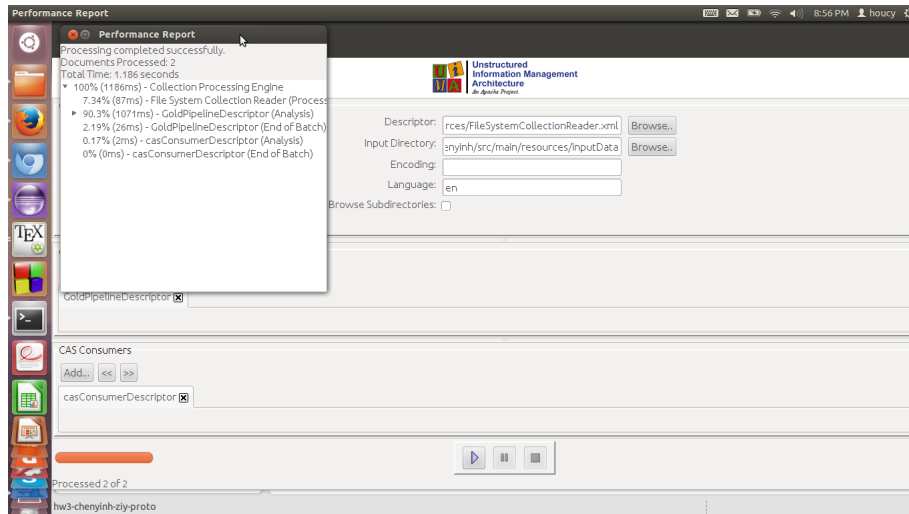 Performance Report
8:56 PM houcy
Performance Report
Processing completed successfully.
Documents Processed: 2
Total Time: 1.186 seconds
100% (1186ms) - Collection Processing Engine
7.34% (87ms) - File System Collection Reader (Process
90.3% (1071ms) - GoldPipelineDescriptor (Analysis)
2.19% (26ms) - GoldPipelineDescriptor (End of Batch)
0.17% (2ms) - casConsumerDescriptor (Analysis)
0% (0ms) - casConsumerDescriptor (End of Batch)
UIMA
Unstructured
Information Management
Architecture
An Apache Project.
Descriptor: rces/FileSystemCollectionReader.xml Browse..
Input Directory: enyinh/src/main/resources/inputData Browse..
Encoding:
Language: en
Browse Subdirectories:
TEX
GoldPipelineDescriptor
CAS Consumers
Add... << >>
casConsumerDescriptor
Processed 2 of 2
hw3-chenyinh-ziy-proto